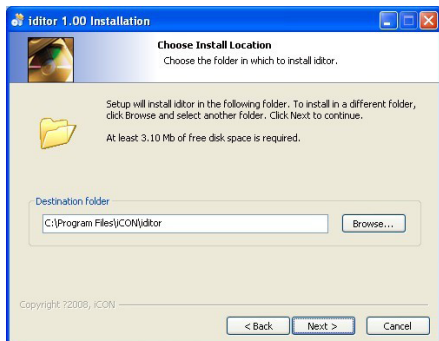 iditor 1.00 Installation
Choose Install Location
Choose the folder in which to install iditor.
Setup will install iditor in the following folder. To install in a different folder,
click Browse and select another folder. Click Next to continue.
At least 3.10 Mb of free disk space is required.
Destination folder
C:\Program Files\iCON\iditor
Browse...
Copyright ?2008, iCON
< Back
Next >
Cancel